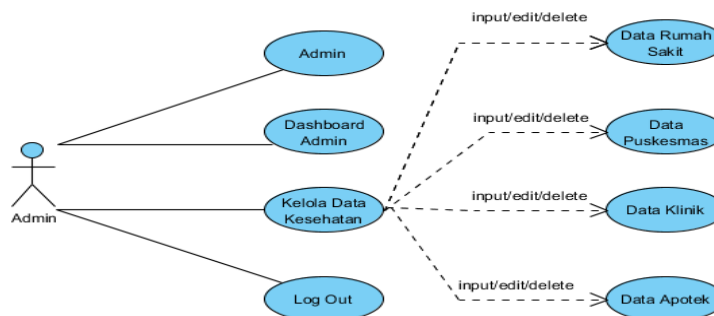 input/edit/delete
Data Rumah
Sakit
Admin
input/edit/delete
Dashboard
Admin
Data
Puskesmas
input/edit/delete
Admin
Kelola Data
Kesehatan
Data Klinik
input/edit/delete
Log Out
Data Apotek